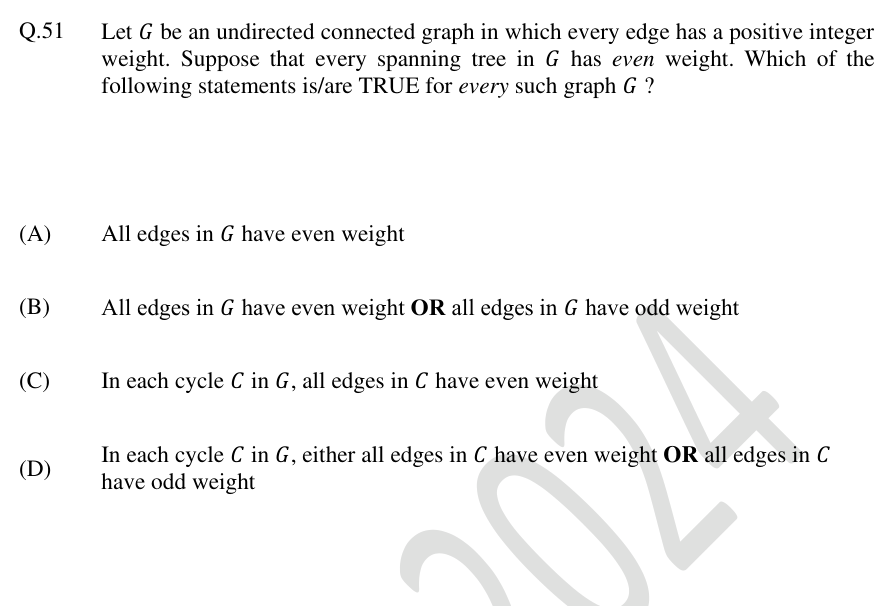 Q.51 Let G be an undirected connected graph in which every edge has a positive integer
weight. Suppose that every spanning tree in G has even weight. Which of the
following statements is/are TRUE for every such graph G ?
(A) All edges in G have even weight
(B) All edges in G have even weight OR all edges in G have odd weight
(C) In each cycle C in G, all edges in C have even weight
(D) In each cycle C in G, either all edges in C have even weight OR all edges in C
have odd weight
2024